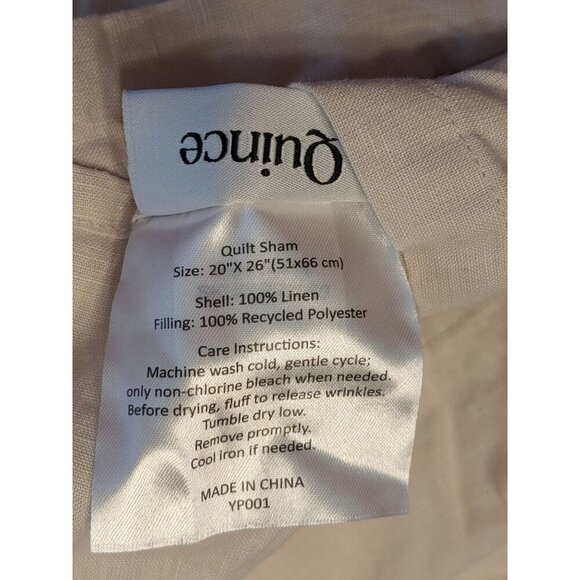 Quince
Quilt Sham
Size: 20"X 26"(51x66 cm)
Shell: 100% Linen
Filling: 100% Recycled Polyester
Care Instructions:
Machine wash cold, gentle cycle;
only non-chlorine bleach when needed.
Before drying, fluff to release wrinkles.
Tumble dry low.
Remove promptly.
Cool iron if needed.
MADE IN CHINA
YP001